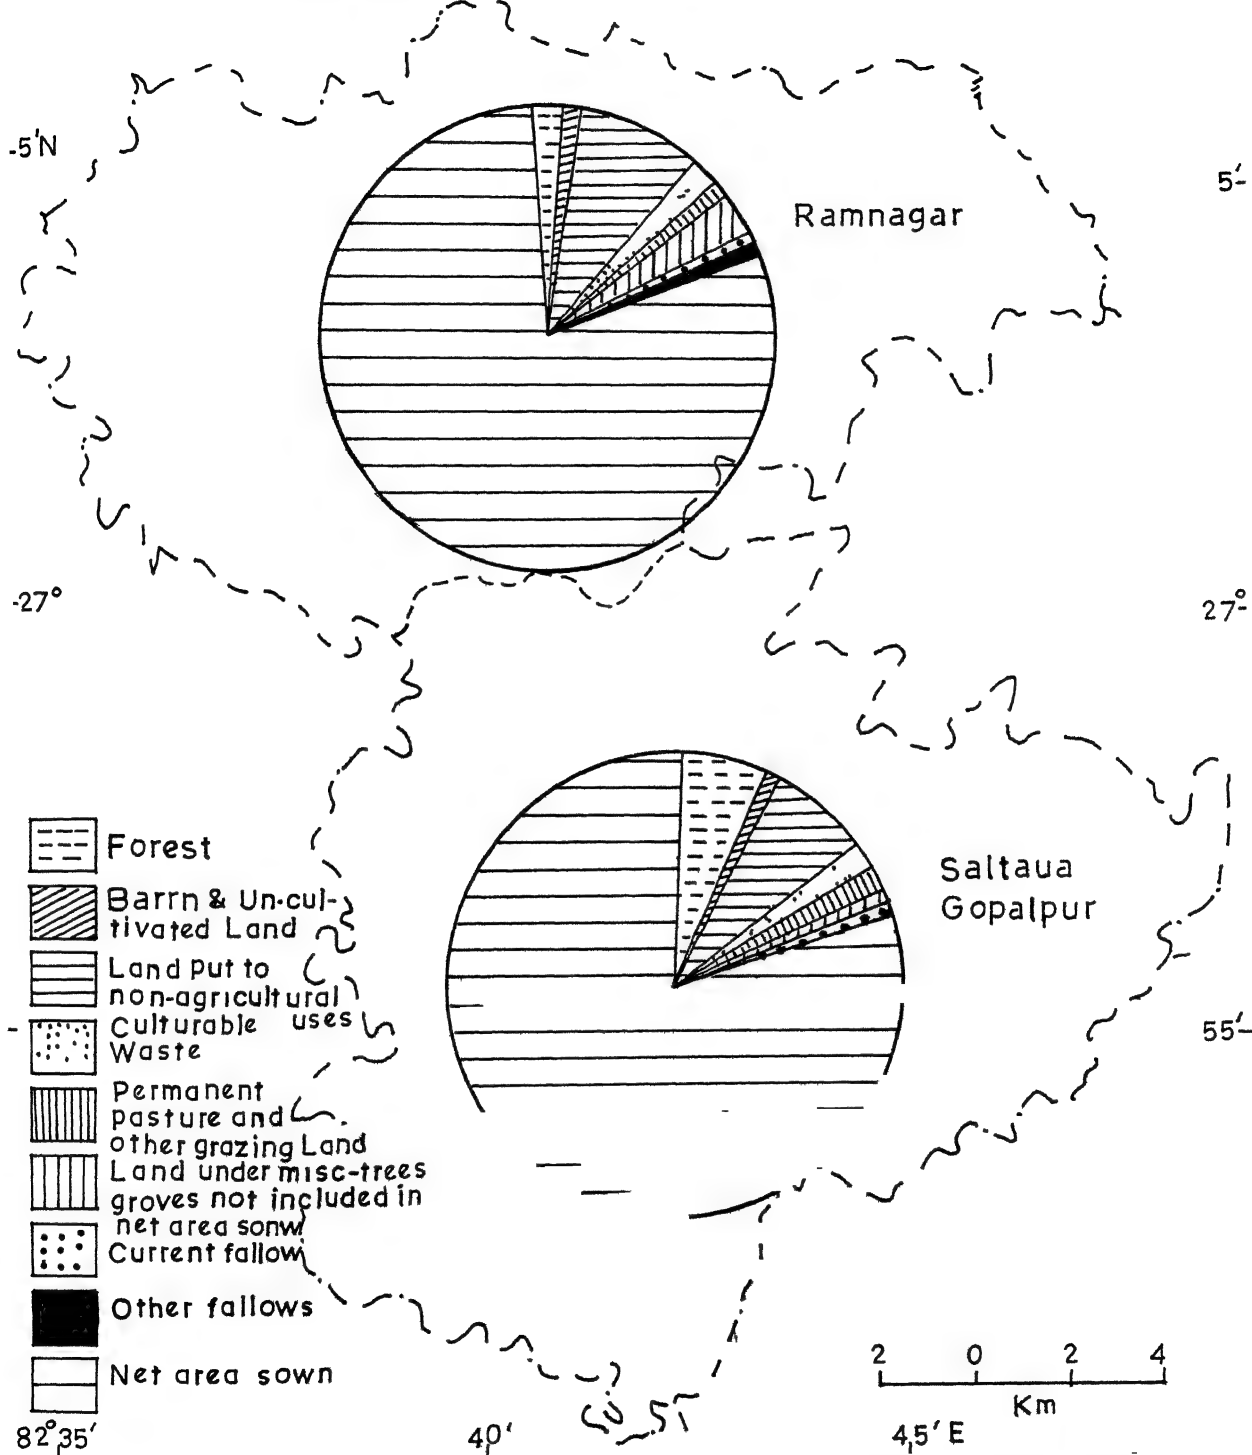 -5'N
5'-
Ramnagar
-27°
27°-
Saltaua
Gopalpur
Forest
Barrn & Un-cul-
tivated Land
Land put to
non-agricultural
uses
Culturable
Waste
55'-
Permanent
pasture and
other grazing Land
Land under misc-trees
groves not included in
net area sonw
Current fallow
Other fallows
Net area sown
2 0 2 4
Km
82°35' 40' 4,5' E